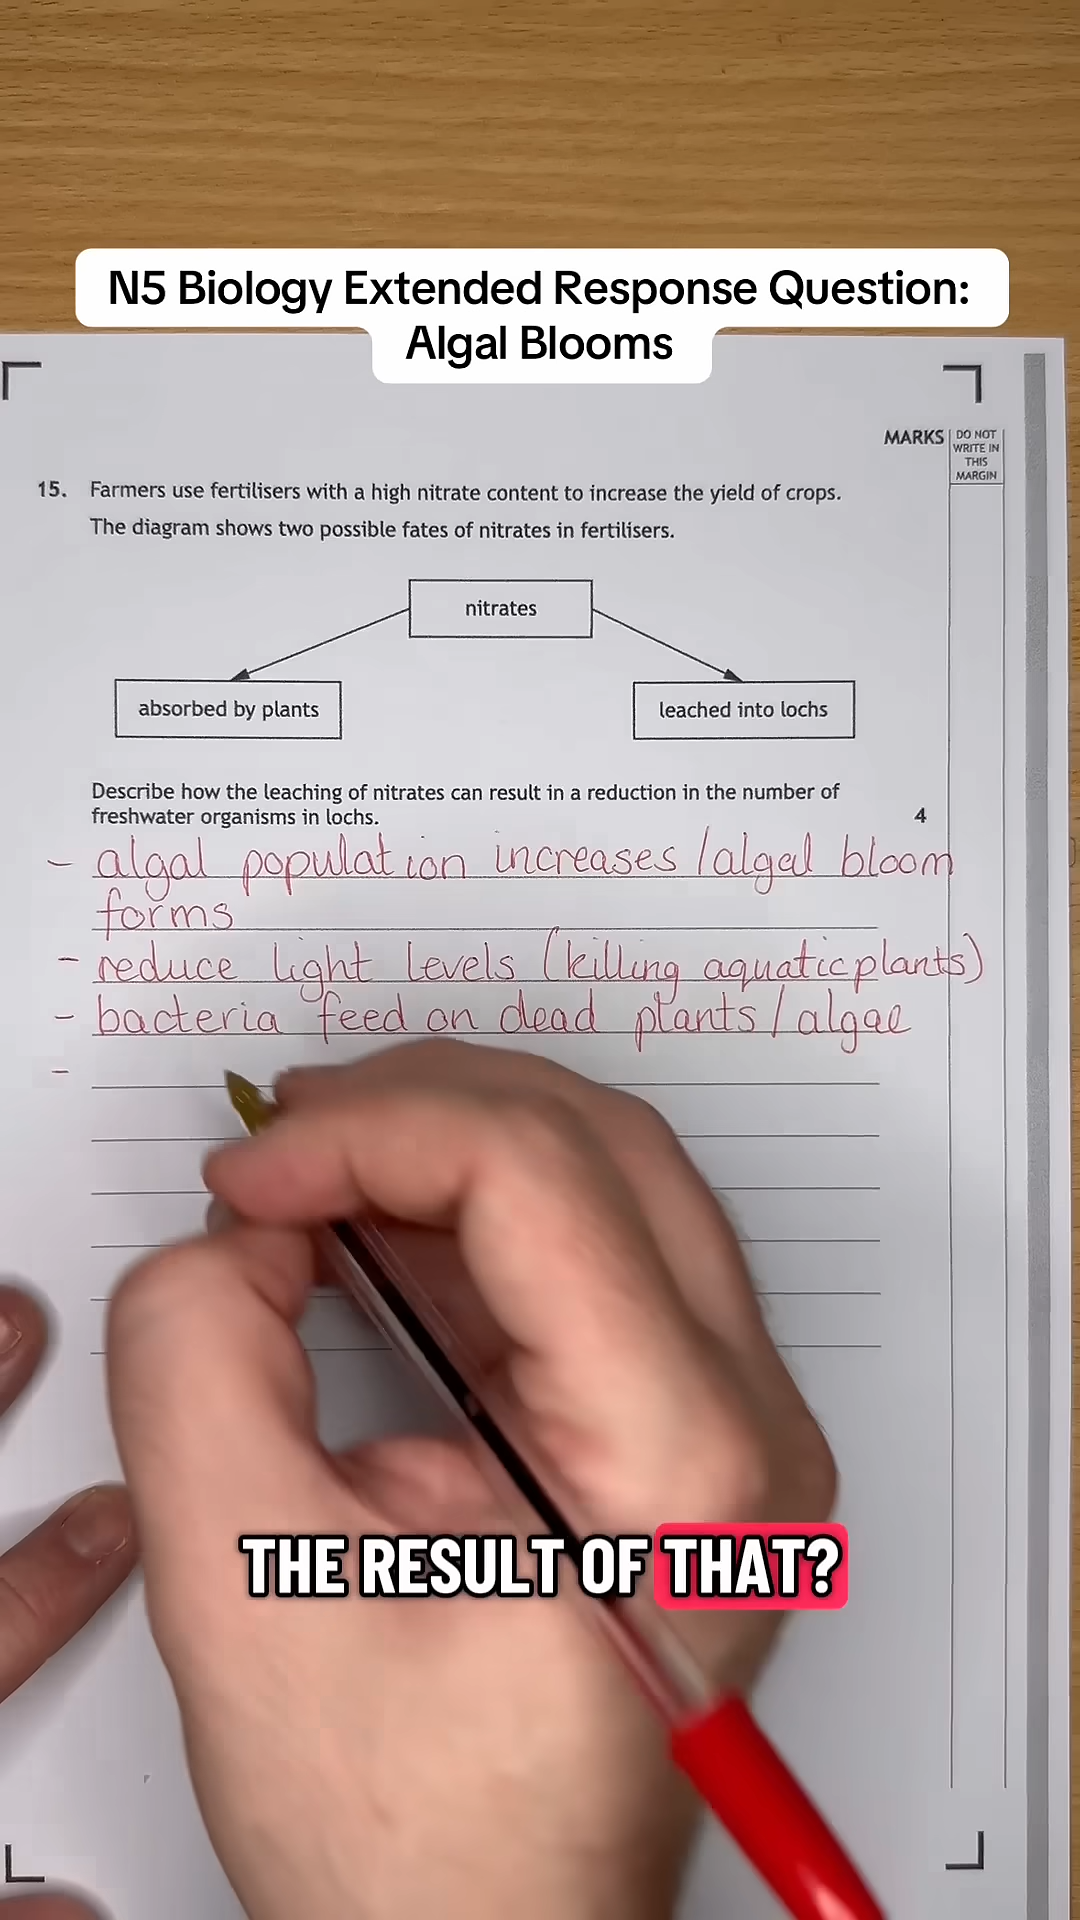 N5 Biology Extended Response Question:
Algal Blooms
MARKS
DO NOT
WRITE IN
THIS
MARGIN
15. Farmers use fertilisers with a high nitrate content to increase the yield of crops.
The diagram shows two possible fates of nitrates in fertilisers.
nitrates
absorbed by plants
leached into lochs
Describe how the leaching of nitrates can result in a reduction in the number of
freshwater organisms in lochs. 4
- algal population increases / algal bloom
forms
- reduce light levels (killing aquatic plants)
- bacteria feed on dead plants / algae
-
THE RESULT OF THAT?